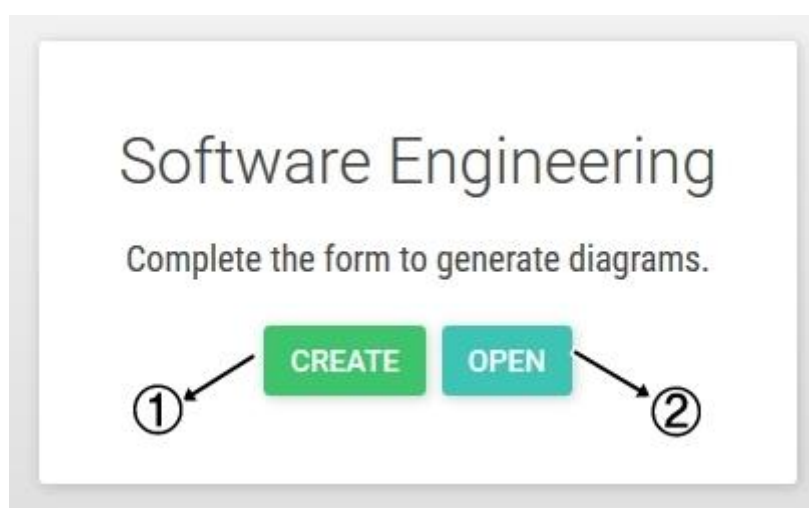 Software Engineering
Complete the form to generate diagrams.
CREATE OPEN
① ②